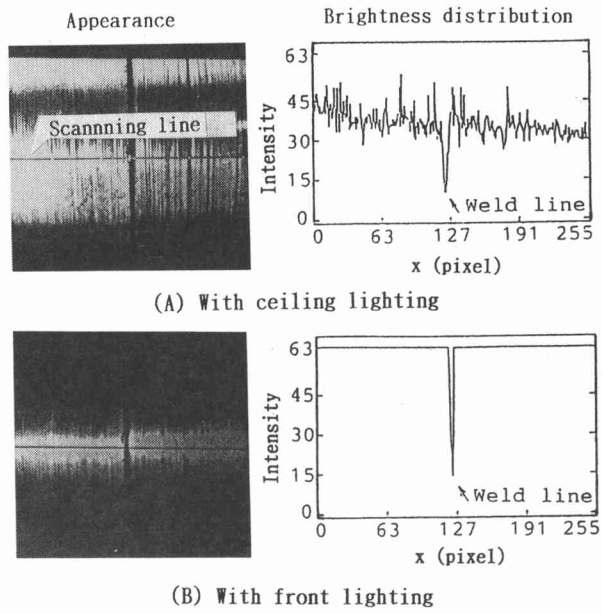 Appearance
Brightness distribution
Scannning line
Intensity
63
45
30
15
0
0 63 127 191 255
Weld line
x (pixel)
(A) With ceiling lighting
Intensity
63
45
30
15
0
0 63 127 191 255
Weld line
x (pixel)
(B) With front lighting